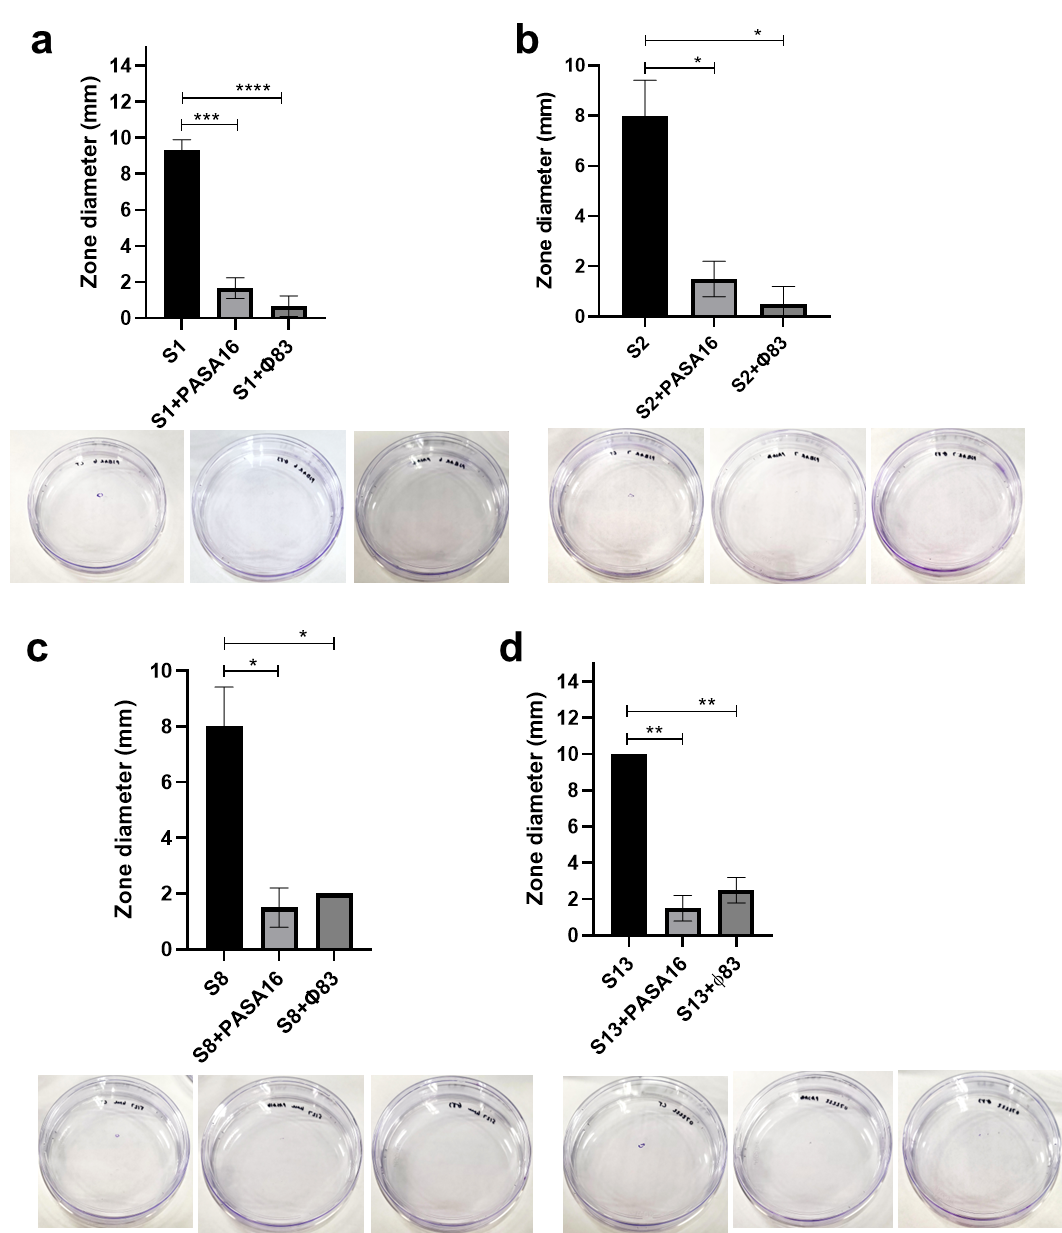 a
Zone diameter (mm)
14
12
10
8
6
4
2
0
****
***
S1
S1+PASA16
S1+Φ83
b
Zone diameter (mm)
10
8
6
4
2
0
*
*
S2
S2+PASA16
S2+Φ83
c
Zone diameter (mm)
10
8
6
4
2
0
*
*
S8
S8+PASA16
S8+Φ83
d
Zone diameter (mm)
14
12
10
8
6
4
2
0
**
**
S13
S13+PASA16
S13+ϕ83